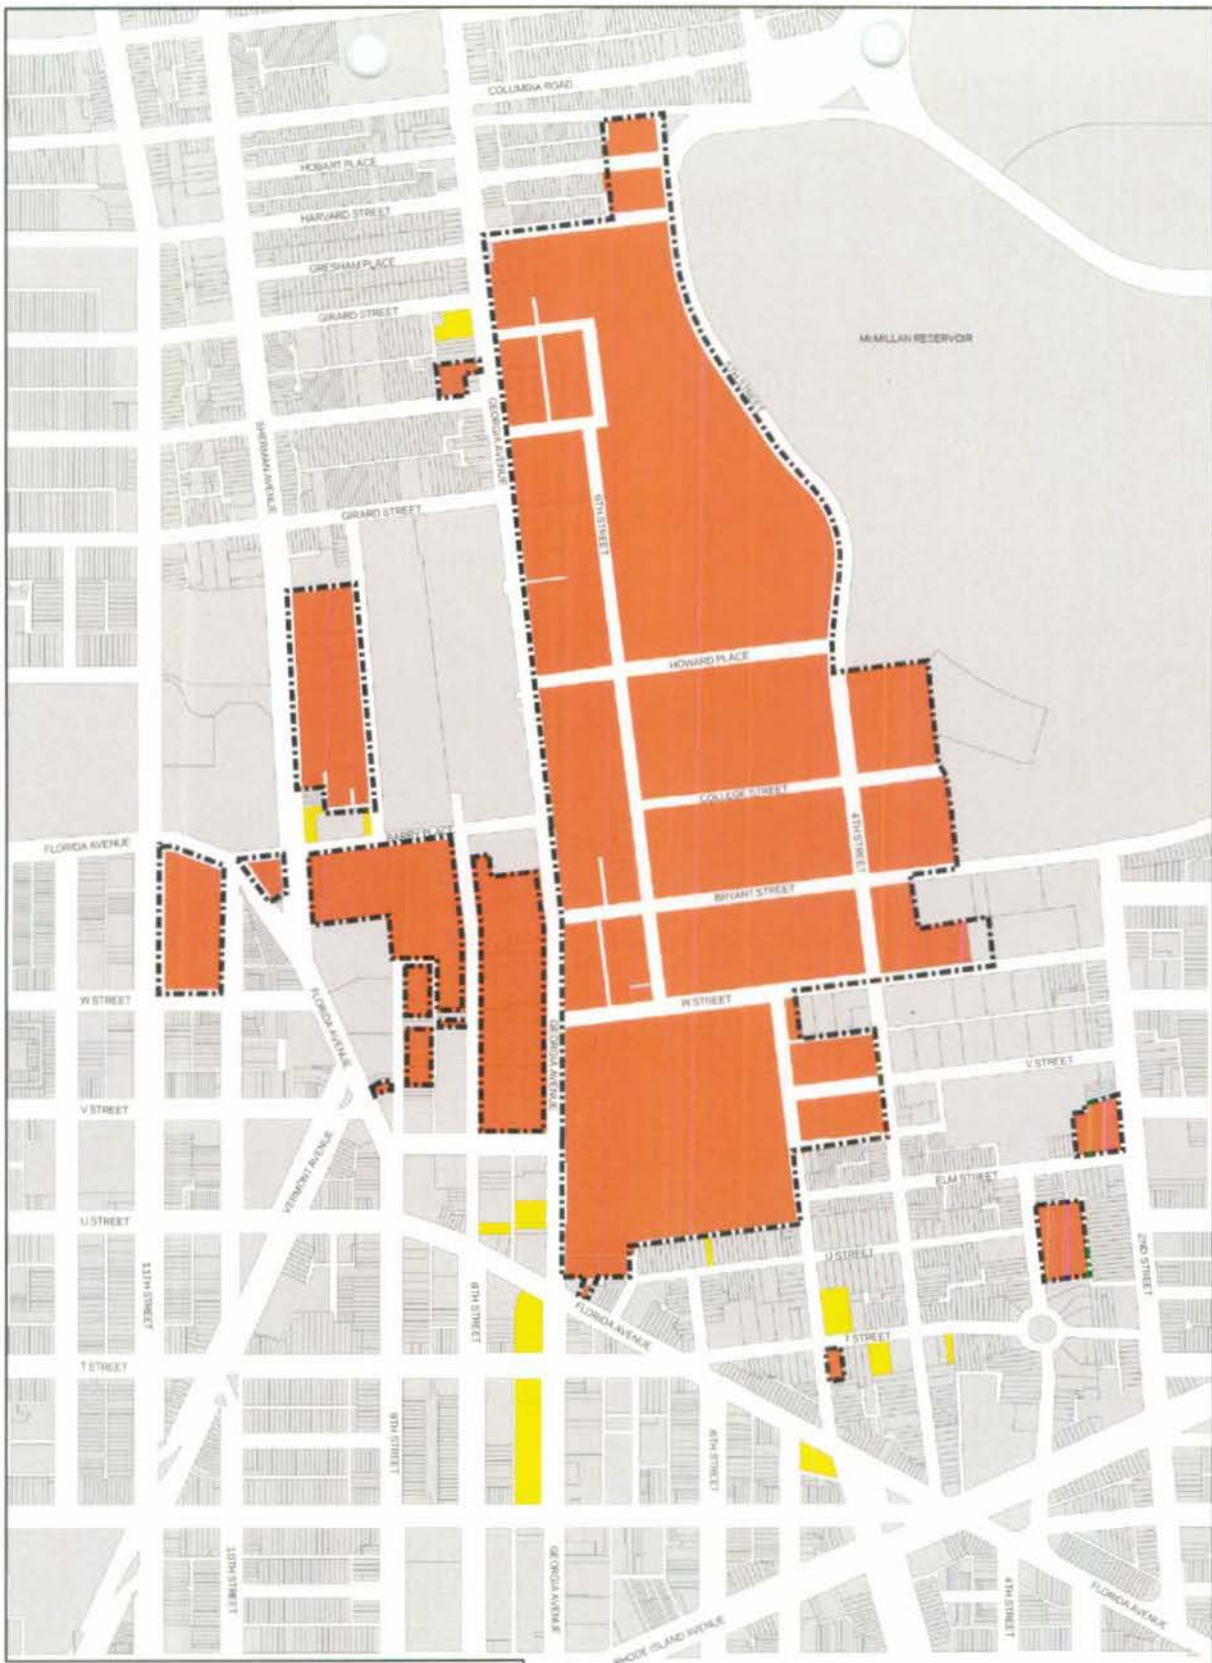 COLUMBIA ROAD
HOBART PLACE
HARVARD STREET
GRESHAM PLACE
GIRARD STREET
McMILLAN RESERVOIR
5TH STREET
GEORGIA AVENUE
SHERMAN AVENUE
6TH STREET
GIRARD STREET
HOWARD PLACE
COLLEGE STREET
4TH STREET
BARRY PLACE
FLORIDA AVENUE
BRYANT STREET
W STREET
W STREET
FLORIDA AVENUE
GEORGIA AVENUE
V STREET
V STREET
VERMONT AVENUE
ELM STREET
U STREET
U STREET
2ND STREET
11TH STREET
8TH STREET
FLORIDA AVENUE
T STREET
T STREET
9TH STREET
6TH STREET
10TH STREET
GEORGIA AVENUE
4TH STREET
FLORIDA AVENUE
RHODE ISLAND AVENUE